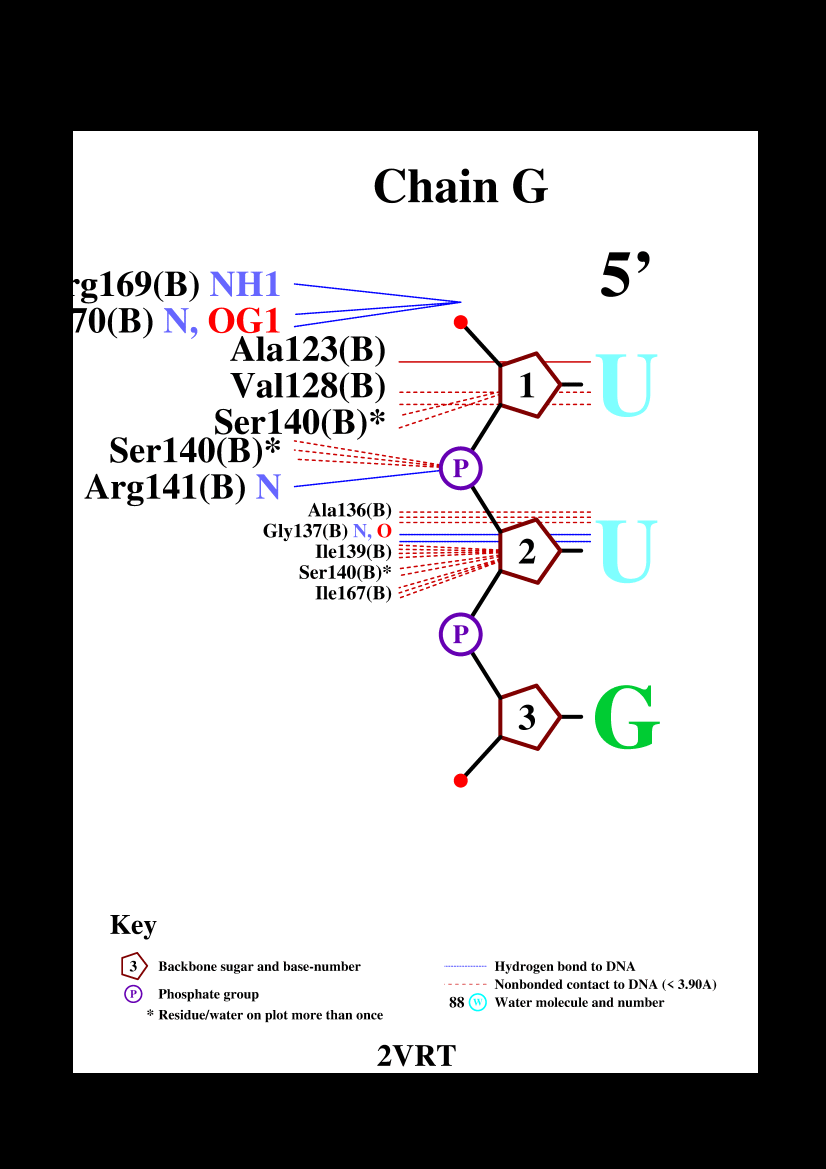 Chain G
5’
rg169(B) NH1
70(B) N, OG1
Ala123(B)
Val128(B)
Ser140(B)*
1 U
Ser140(B)*
P
Arg141(B) N
Ala136(B)
Gly137(B) N, O
Ile139(B)
Ser140(B)*
Ile167(B)
2 U
P
3 G
Key
3 Backbone sugar and base-number
P Phosphate group
* Residue/water on plot more than once
Hydrogen bond to DNA
Nonbonded contact to DNA (< 3.90A)
88 W Water molecule and number
2VRT